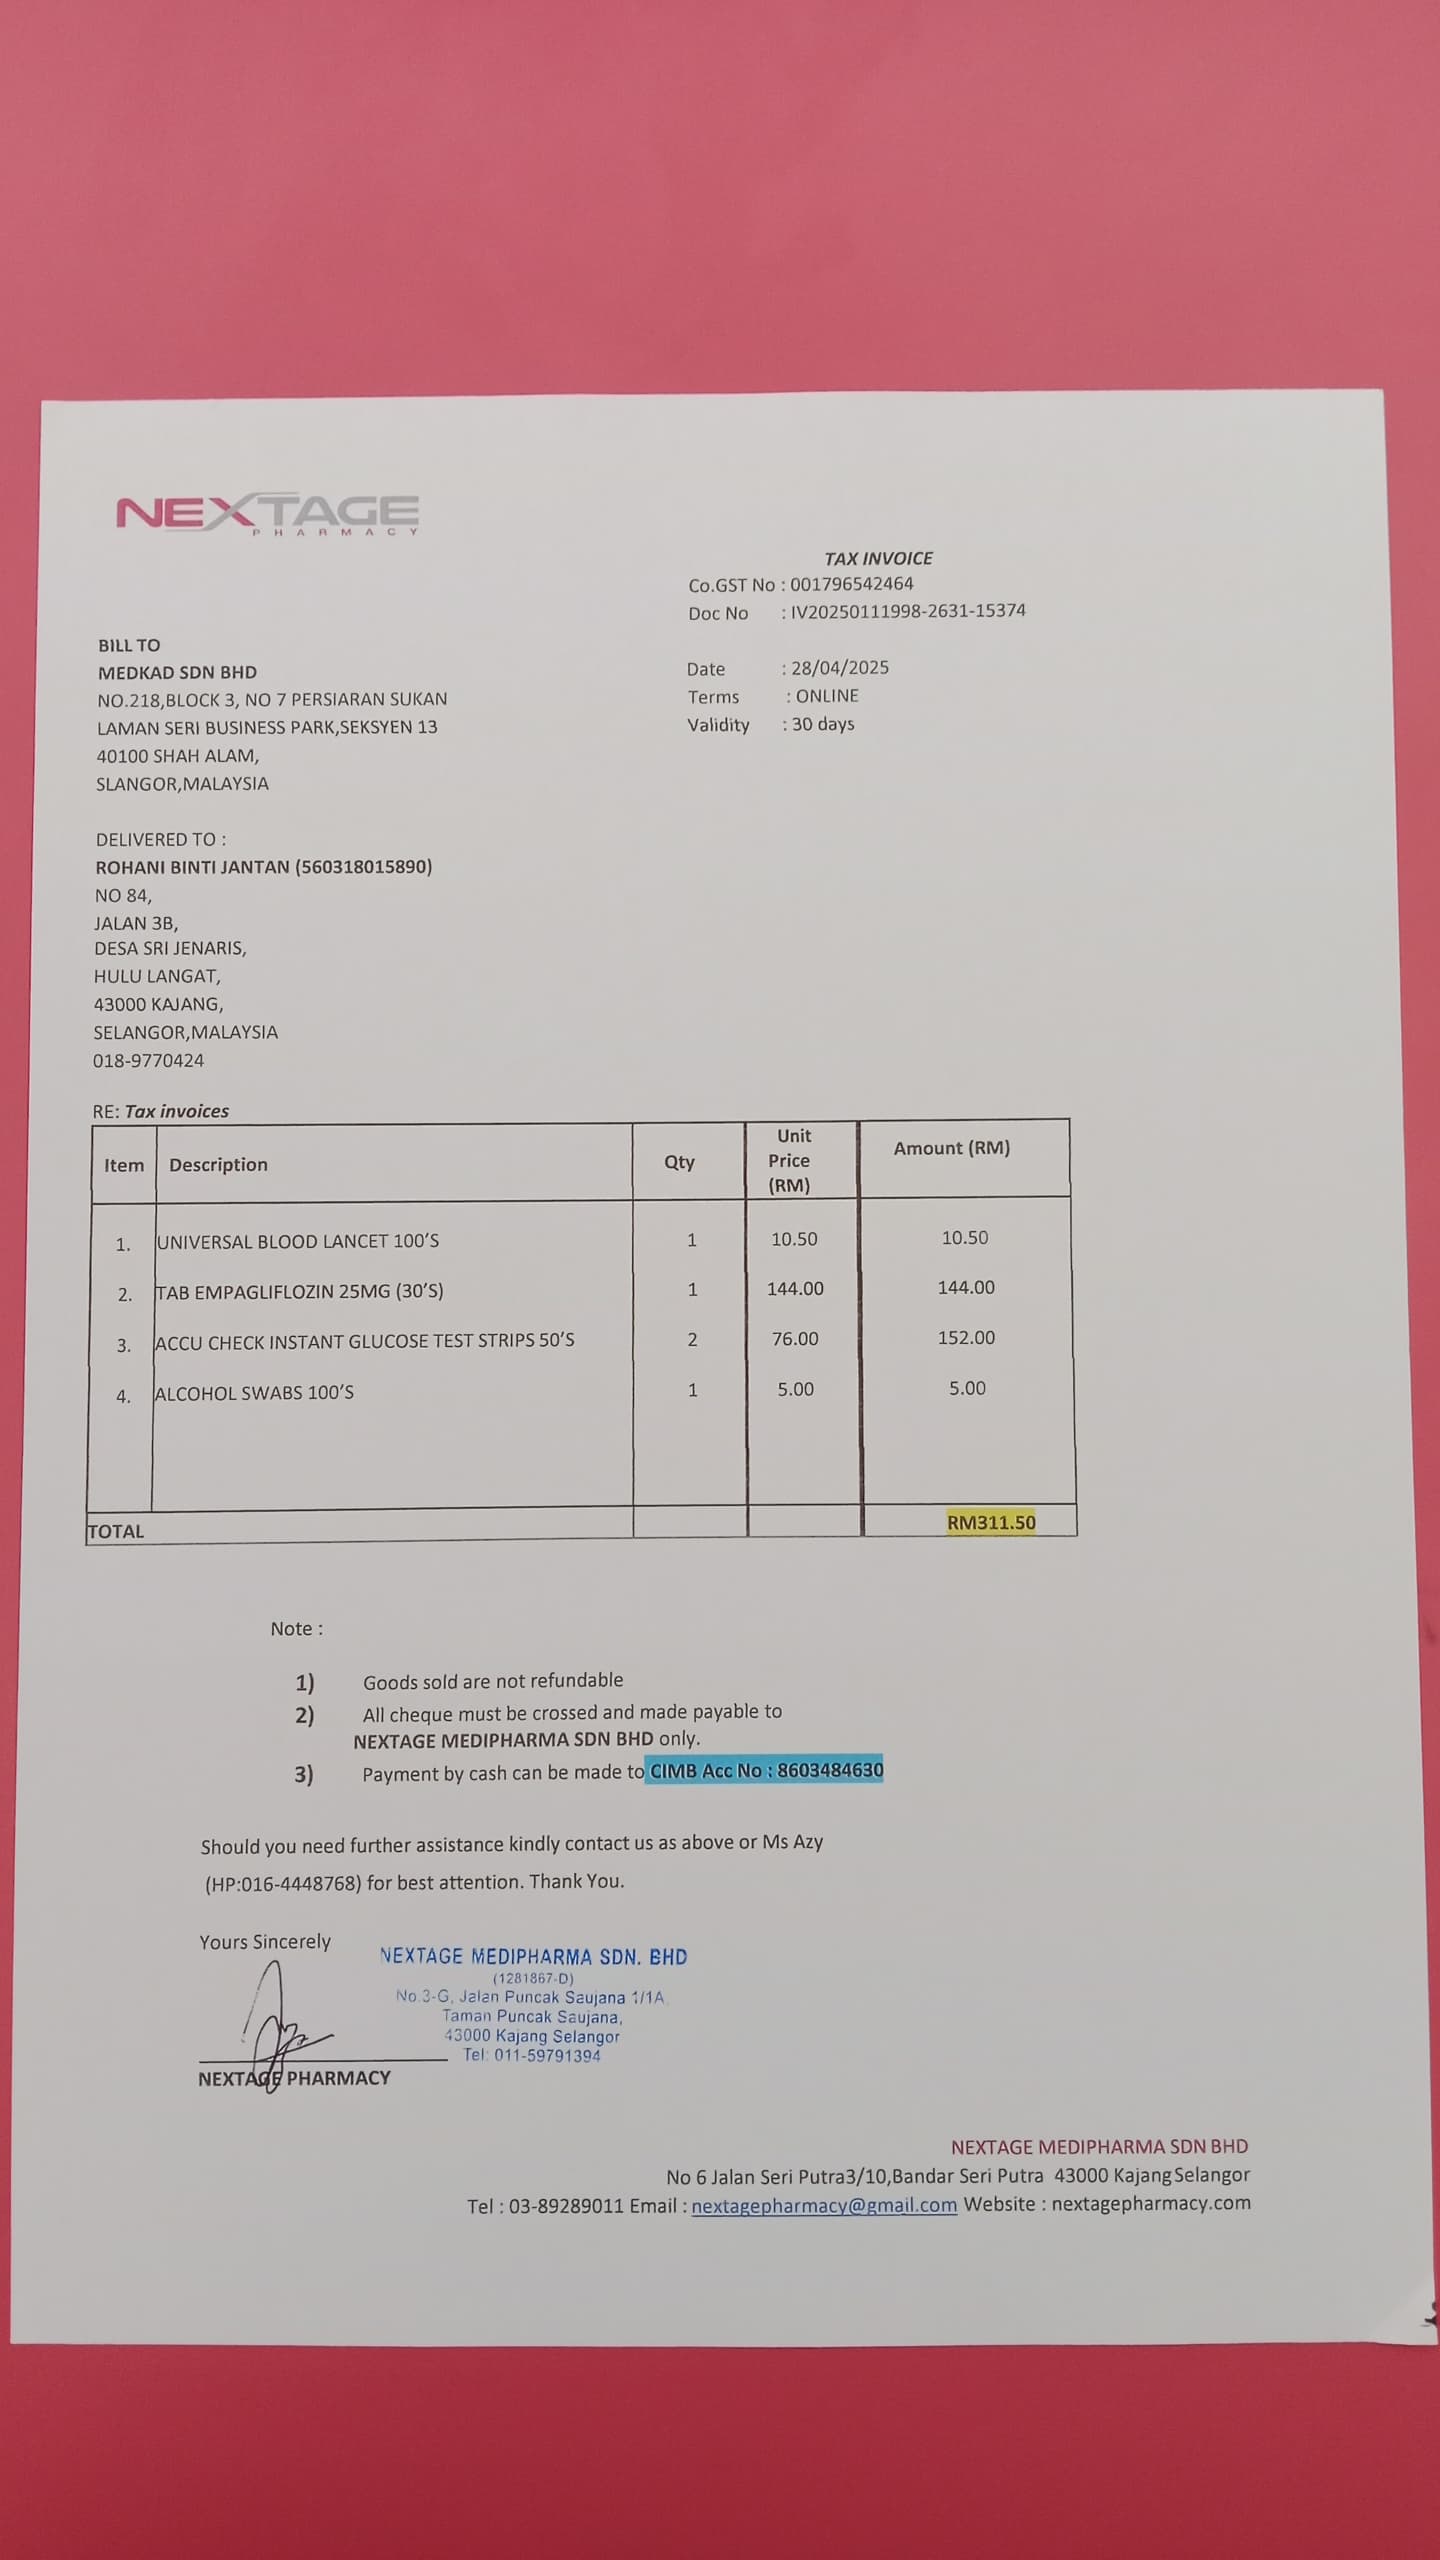 NEXTAGE
PHARMACY
TAX INVOICE
Co.GST No : 001796542464
Doc No : IV20250111998-2631-15374
BILL TO
MEDKAD SDN BHD
NO.218,BLOCK 3, NO 7 PERSIARAN SUKAN
LAMAN SERI BUSINESS PARK,SEKSYEN 13
40100 SHAH ALAM,
SLANGOR,MALAYSIA
Date : 28/04/2025
Terms : ONLINE
Validity : 30 days
DELIVERED TO :
ROHANI BINTI JANTAN (560318015890)
NO 84,
JALAN 3B,
DESA SRI JENARIS,
HULU LANGAT,
43000 KAJANG,
SELANGOR,MALAYSIA
018-9770424
RE: Tax invoices
Item Description Qty Unit Price (RM) Amount (RM)
1. UNIVERSAL BLOOD LANCET 100'S 1 10.50 10.50
2. TAB EMPAGLIFLOZIN 25MG (30'S) 1 144.00 144.00
3. ACCU CHECK INSTANT GLUCOSE TEST STRIPS 50'S 2 76.00 152.00
4. ALCOHOL SWABS 100'S 1 5.00 5.00
TOTAL RM311.50
Note :
1) Goods sold are not refundable
2) All cheque must be crossed and made payable to
NEXTAGE MEDIPHARMA SDN BHD only.
3) Payment by cash can be made to CIMB Acc No : 8603484630
Should you need further assistance kindly contact us as above or Ms Azy
(HP:016-4448768) for best attention. Thank You.
Yours Sincerely
NEXTAGE MEDIPHARMA SDN. BHD
(1281867-D)
No.3-G, Jalan Puncak Saujana 1/1A,
Taman Puncak Saujana,
43000 Kajang Selangor
Tel: 011-59791394
NEXTAGE PHARMACY
NEXTAGE MEDIPHARMA SDN BHD
No 6 Jalan Seri Putra3/10,Bandar Seri Putra 43000 Kajang Selangor
Tel : 03-89289011 Email : nextagepharmacy@gmail.com Website : nextagepharmacy.com